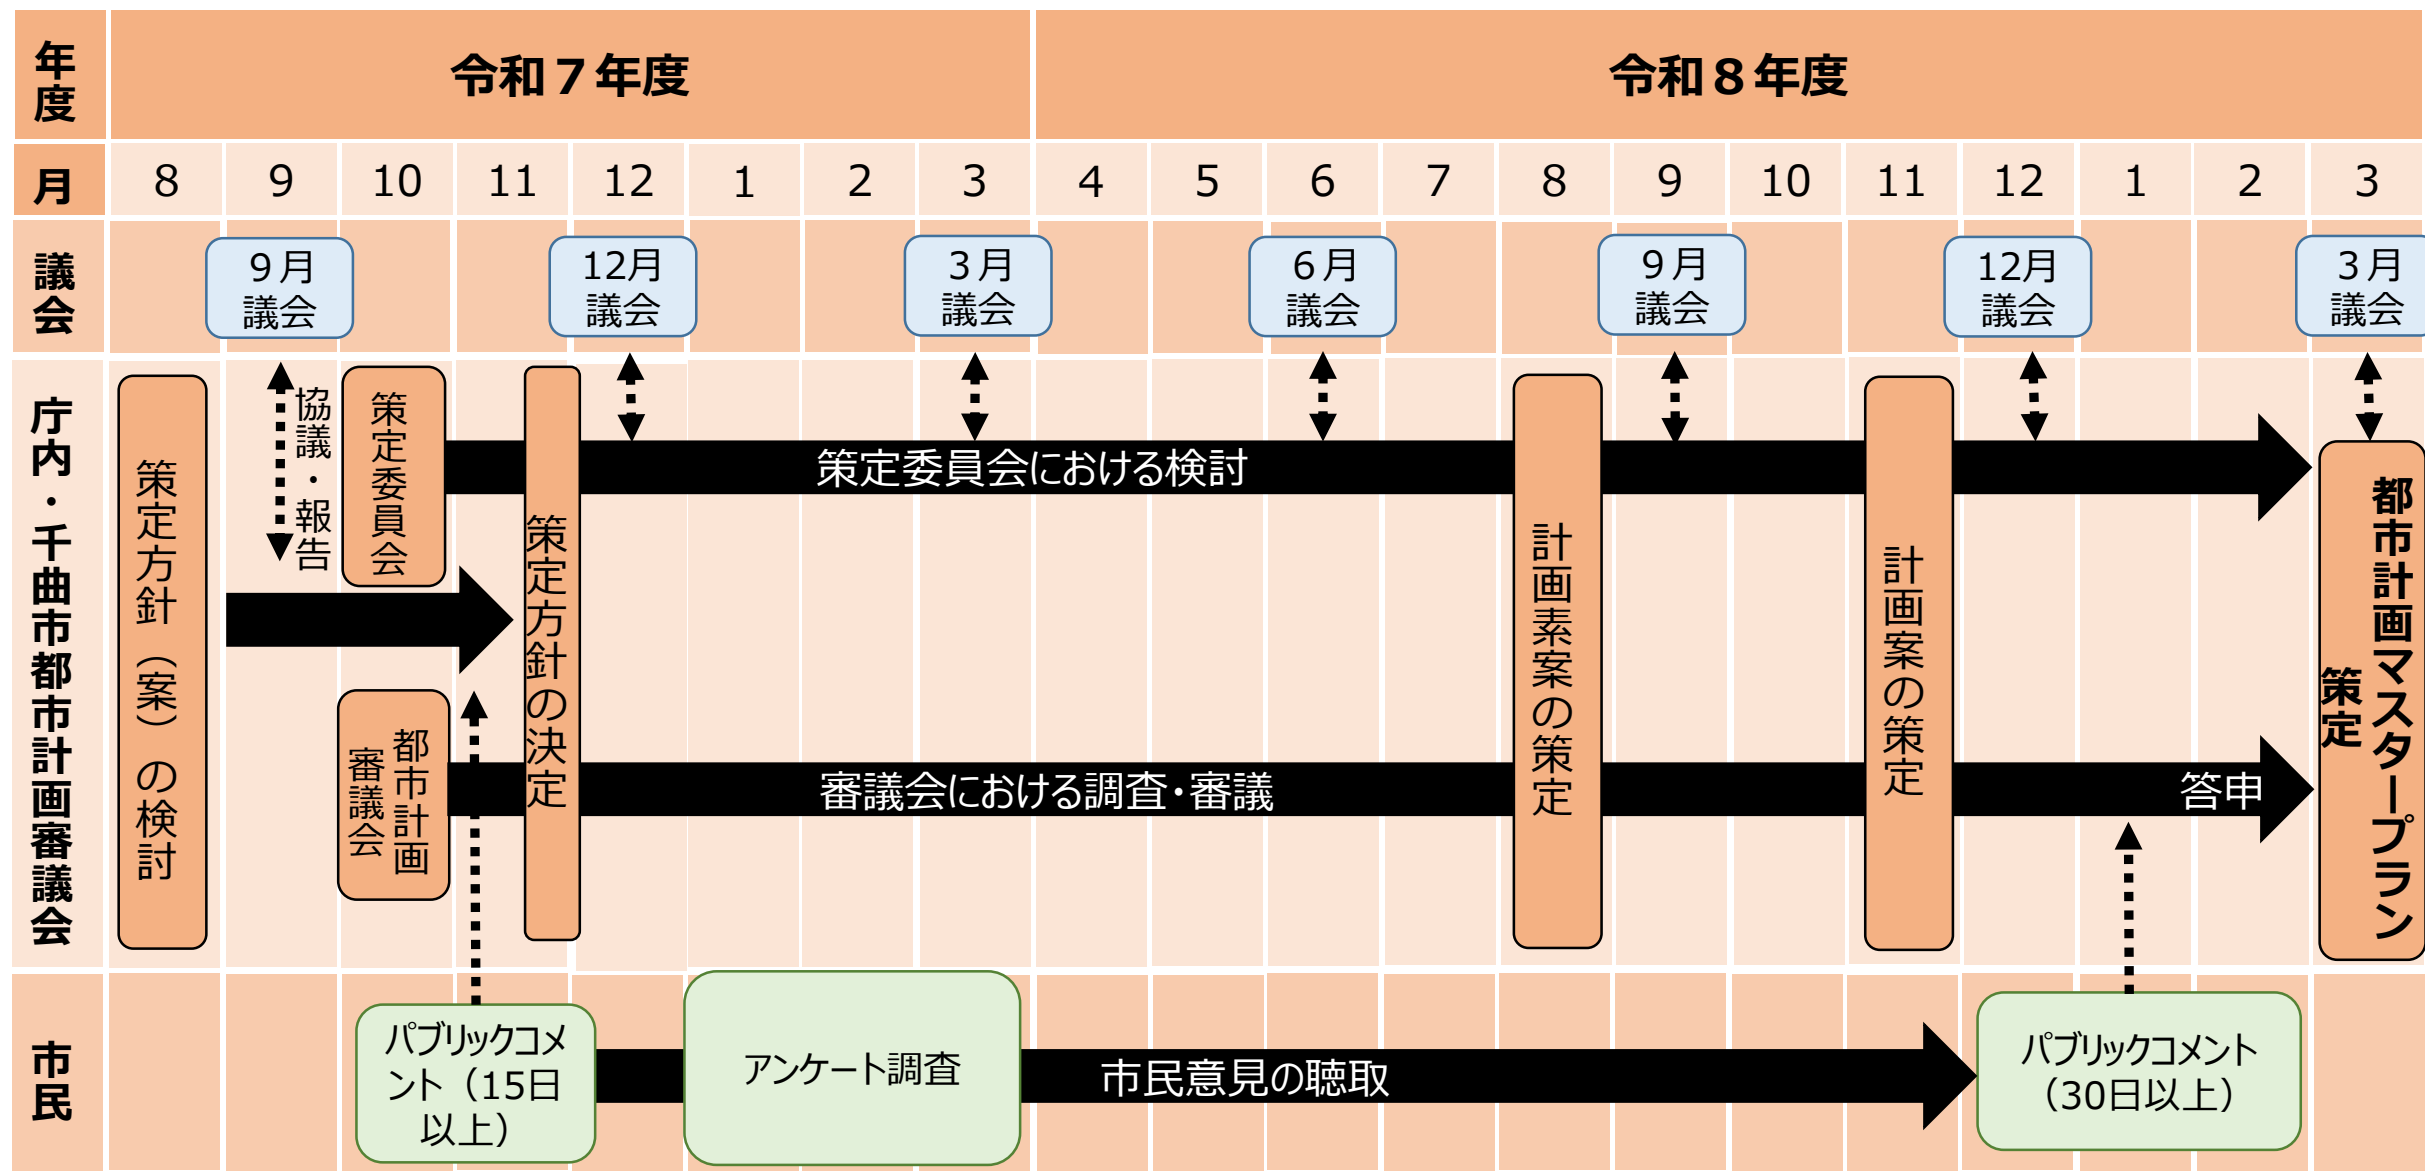 年度
令和７年度
令和８年度
月
8
9
10
11
12
1
2
3
4
5
6
7
8
9
10
11
12
1
2
3
議会
９月
議会
12月
議会
３月
議会
６月
議会
９月
議会
12月
議会
３月
議会
庁内・千曲市都市計画審議会
策定方針（案）の検討
協議・報告
策定委員会
都市計画
審議会
策定方針の決定
策定委員会における検討
審議会における調査・審議
計画素案の策定
計画案の策定
答申
都市計画マスタープラン
策定
市民
パブリックコメ
ント（15日
以上）
アンケート調査
市民意見の聴取
パブリックコメント
（30日以上）